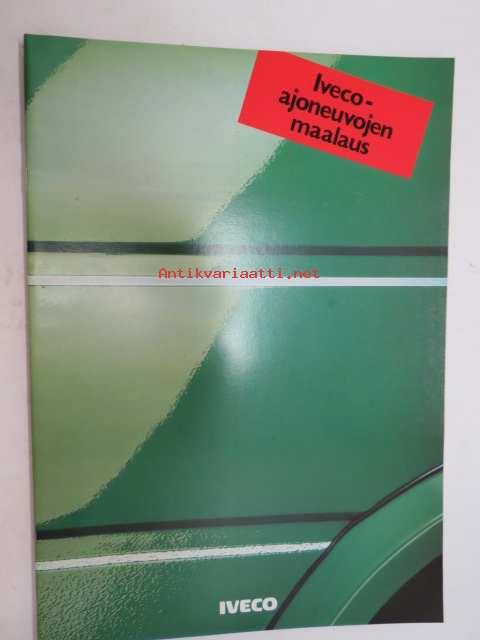 Iveco-
ajoneuvojen
maalaus
Antikvariaatti.net
IVECO